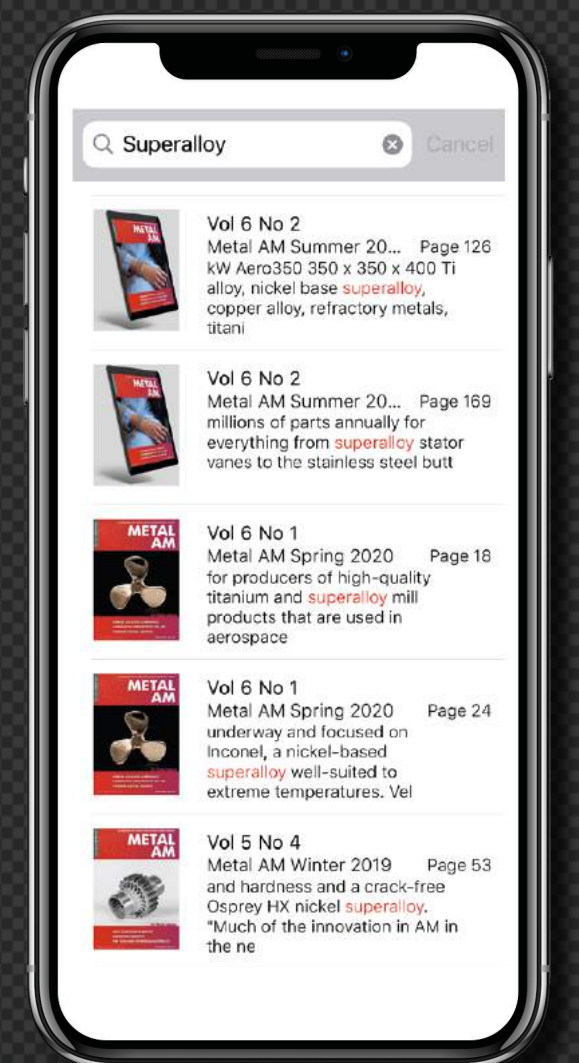 Superalloy
Cancel
METAL
AM
Vol 6 No 2
Metal AM Summer 20... Page 126
kW Aero350 350 x 350 x 400 Ti
alloy, nickel base superalloy,
copper alloy, refractory metals,
titani
METAL
AM
Vol 6 No 2
Metal AM Summer 20... Page 169
millions of parts annually for
everything from superalloy stator
vanes to the stainless steel butt
METAL
AM
Vol 6 No 1
Metal AM Spring 2020 Page 18
for producers of high-quality
titanium and superalloy mill
products that are used in
aerospace
METAL
AM
Vol 6 No 1
Metal AM Spring 2020 Page 24
underway and focused on
Inconel, a nickel-based
superalloy well-suited to
extreme temperatures. Vel
METAL
AM
Vol 5 No 4
Metal AM Winter 2019 Page 53
and hardness and a crack-free
Osprey HX nickel superalloy.
"Much of the innovation in AM in
the ne